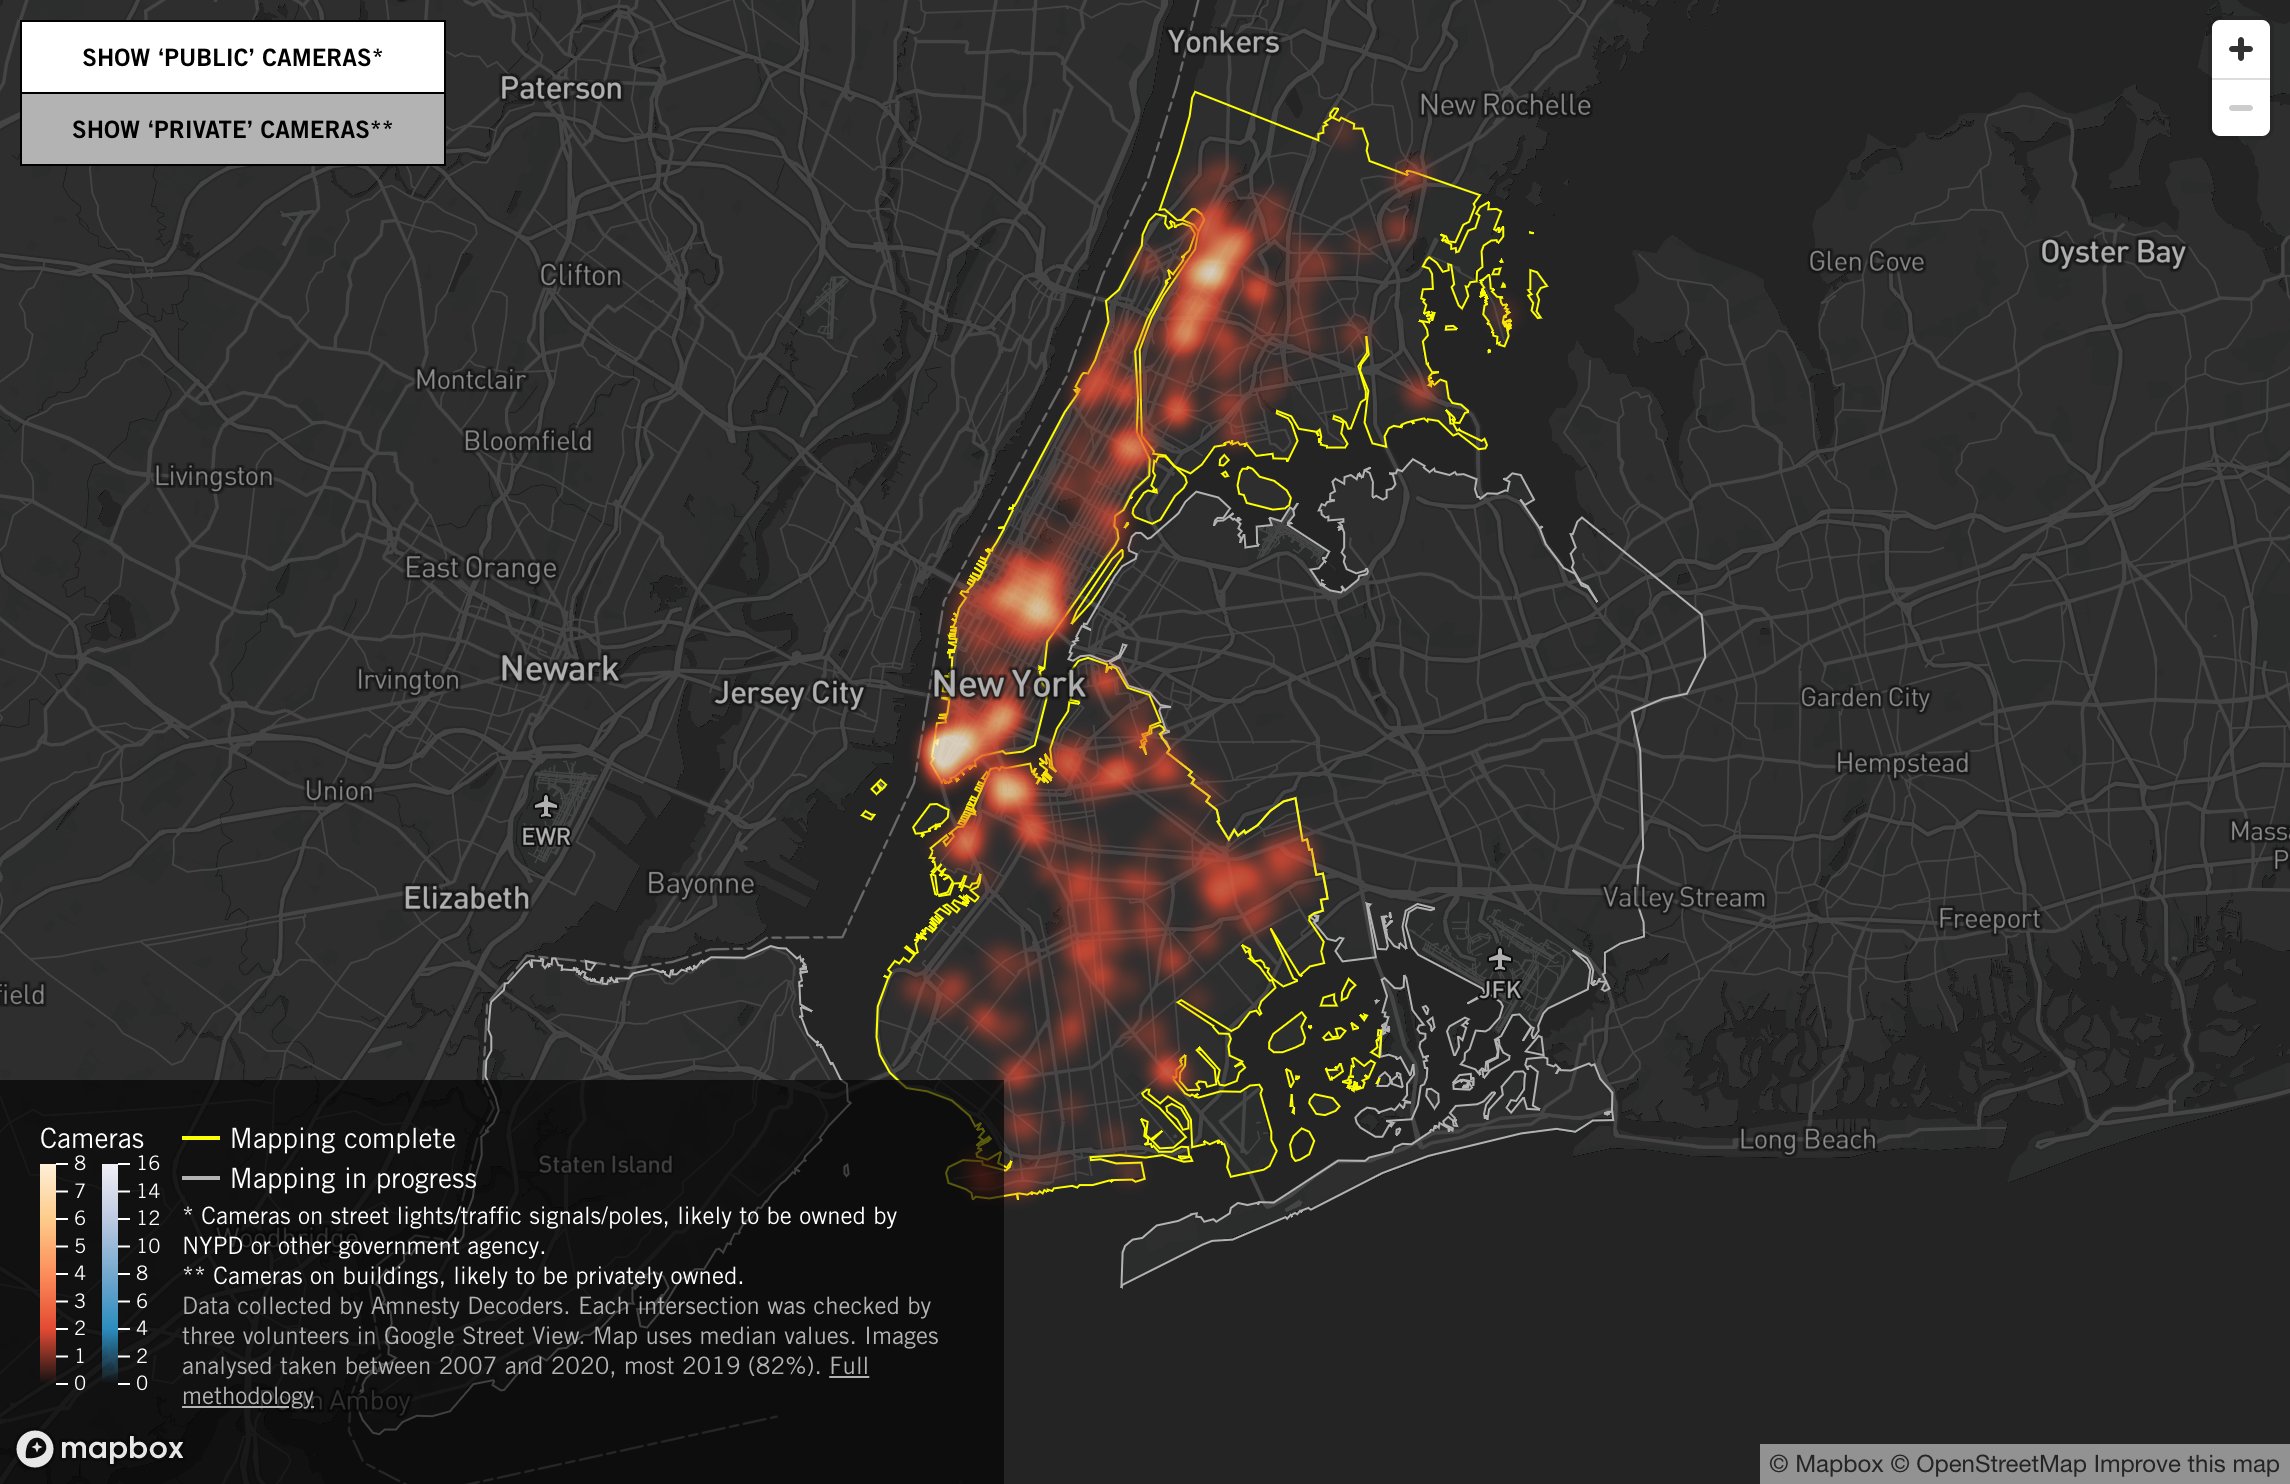 SHOW ‘PUBLIC’ CAMERAS*
SHOW ‘PRIVATE’ CAMERAS**
+
−
Yonkers
Paterson
New Rochelle
Glen Cove
Oyster Bay
Clifton
Montclair
Bloomfield
Livingston
East Orange
Newark
Irvington
Jersey City
New York
Garden City
Hempstead
Union
EWR
Mass
P
Elizabeth
Bayonne
Valley Stream
Freeport
field
JFK
Long Beach
Staten Island
Woodbridge
Amboy
Cameras
8 16
7 14
6 12
5 10
4 8
3 6
2 4
1 2
0 0
Mapping complete
Mapping in progress
* Cameras on street lights/traffic signals/poles, likely to be owned by
NYPD or other government agency.
** Cameras on buildings, likely to be privately owned.
Data collected by Amnesty Decoders. Each intersection was checked by
three volunteers in Google Street View. Map uses median values. Images
analysed taken between 2007 and 2020, most 2019 (82%). Full
methodology
mapbox
© Mapbox © OpenStreetMap Improve this map